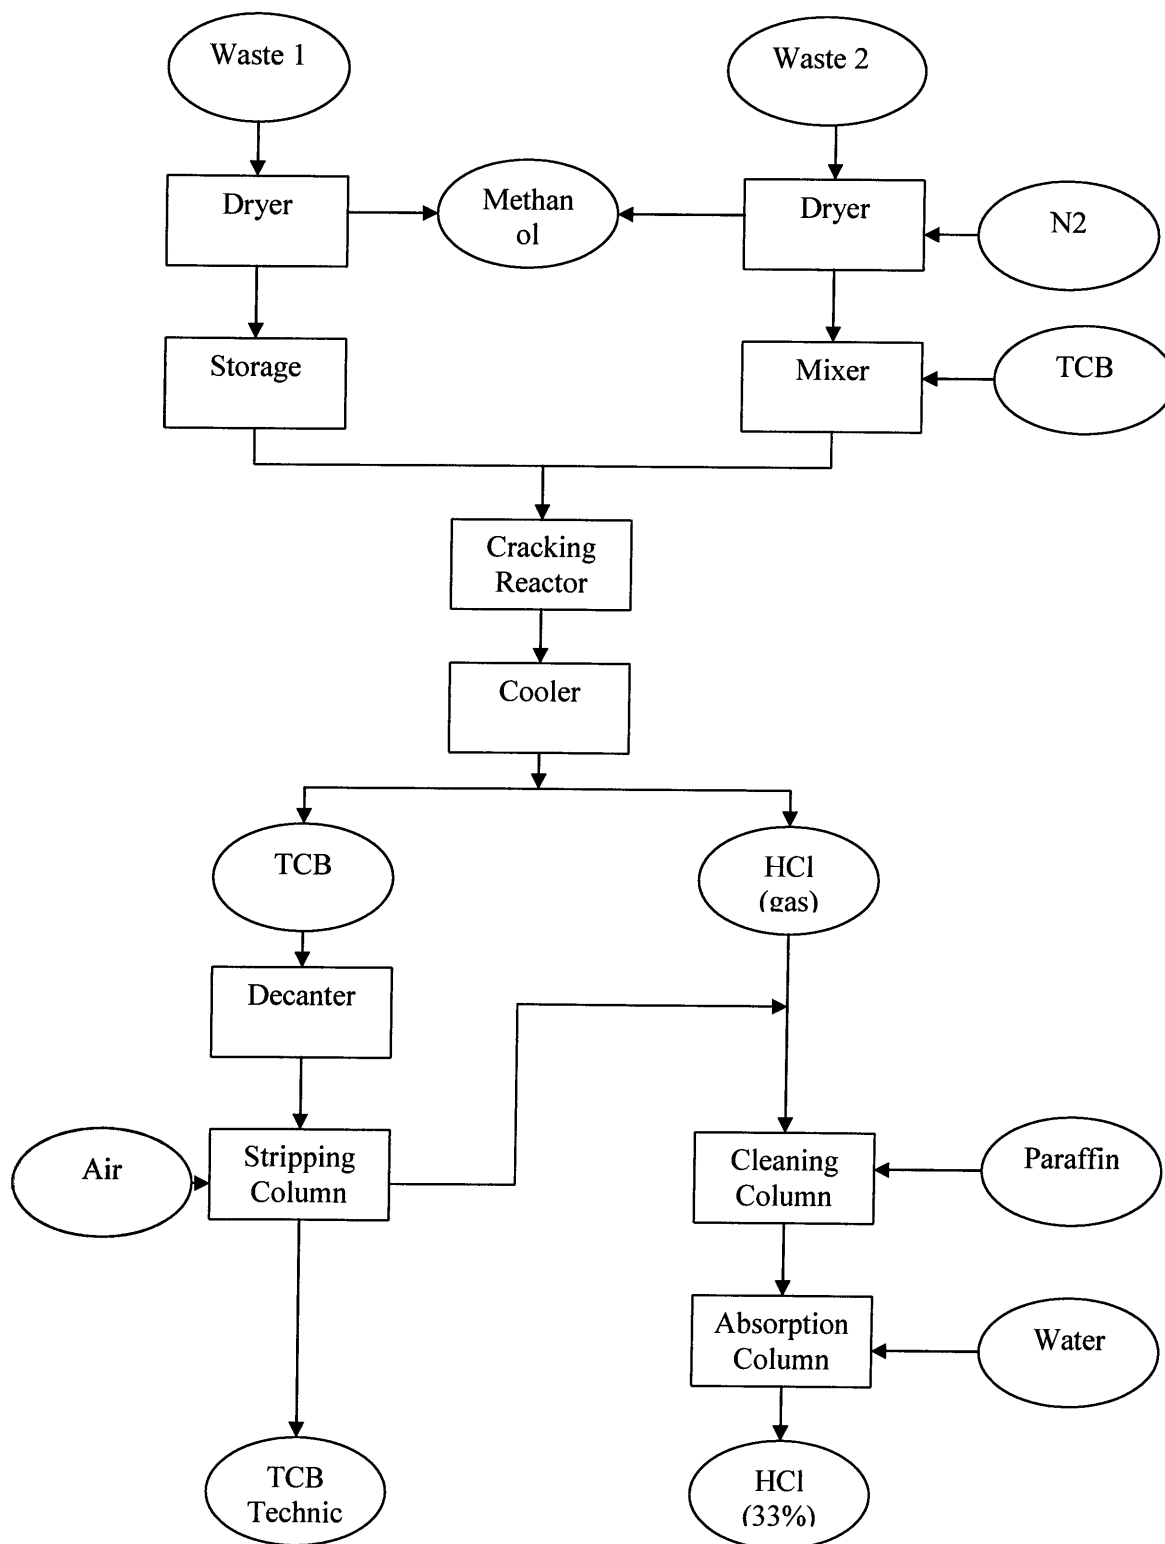 Waste 1
Waste 2
Dryer
Methan
ol
Dryer
N2
Storage
Mixer
TCB
Cracking
Reactor
Cooler
TCB
HCl
(gas)
Decanter
Air
Stripping
Column
Cleaning
Column
Paraffin
Absorption
Column
Water
TCB
Technic
HCl
(33%)